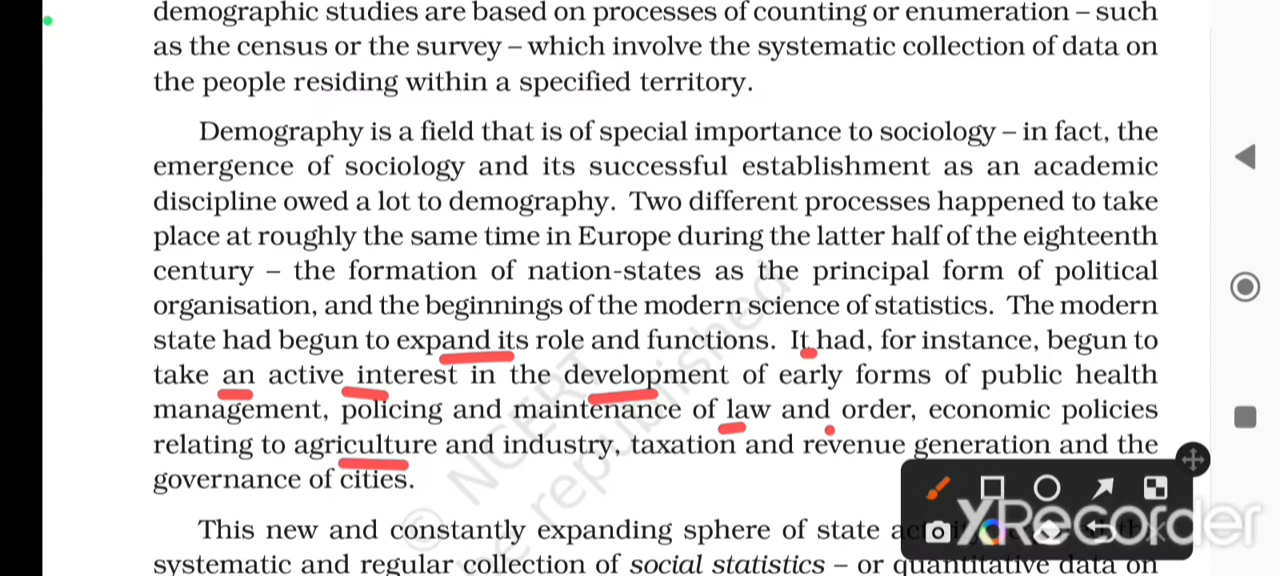 demographic studies are based on processes of counting or enumeration – such
as the census or the survey – which involve the systematic collection of data on
the people residing within a specified territory.
Demography is a field that is of special importance to sociology – in fact, the
emergence of sociology and its successful establishment as an academic
discipline owed a lot to demography. Two different processes happened to take
place at roughly the same time in Europe during the latter half of the eighteenth
century – the formation of nation-states as the principal form of political
organisation, and the beginnings of the modern science of statistics. The modern
state had begun to expand its role and functions. It had, for instance, begun to
take an active interest in the development of early forms of public health
management, policing and maintenance of law and order, economic policies
relating to agriculture and industry, taxation and revenue generation and the
governance of cities.
This new and constantly expanding sphere of state
systematic and regular collection of social statistics – or quantitative data on
© NCERT
be republished
XRecorder